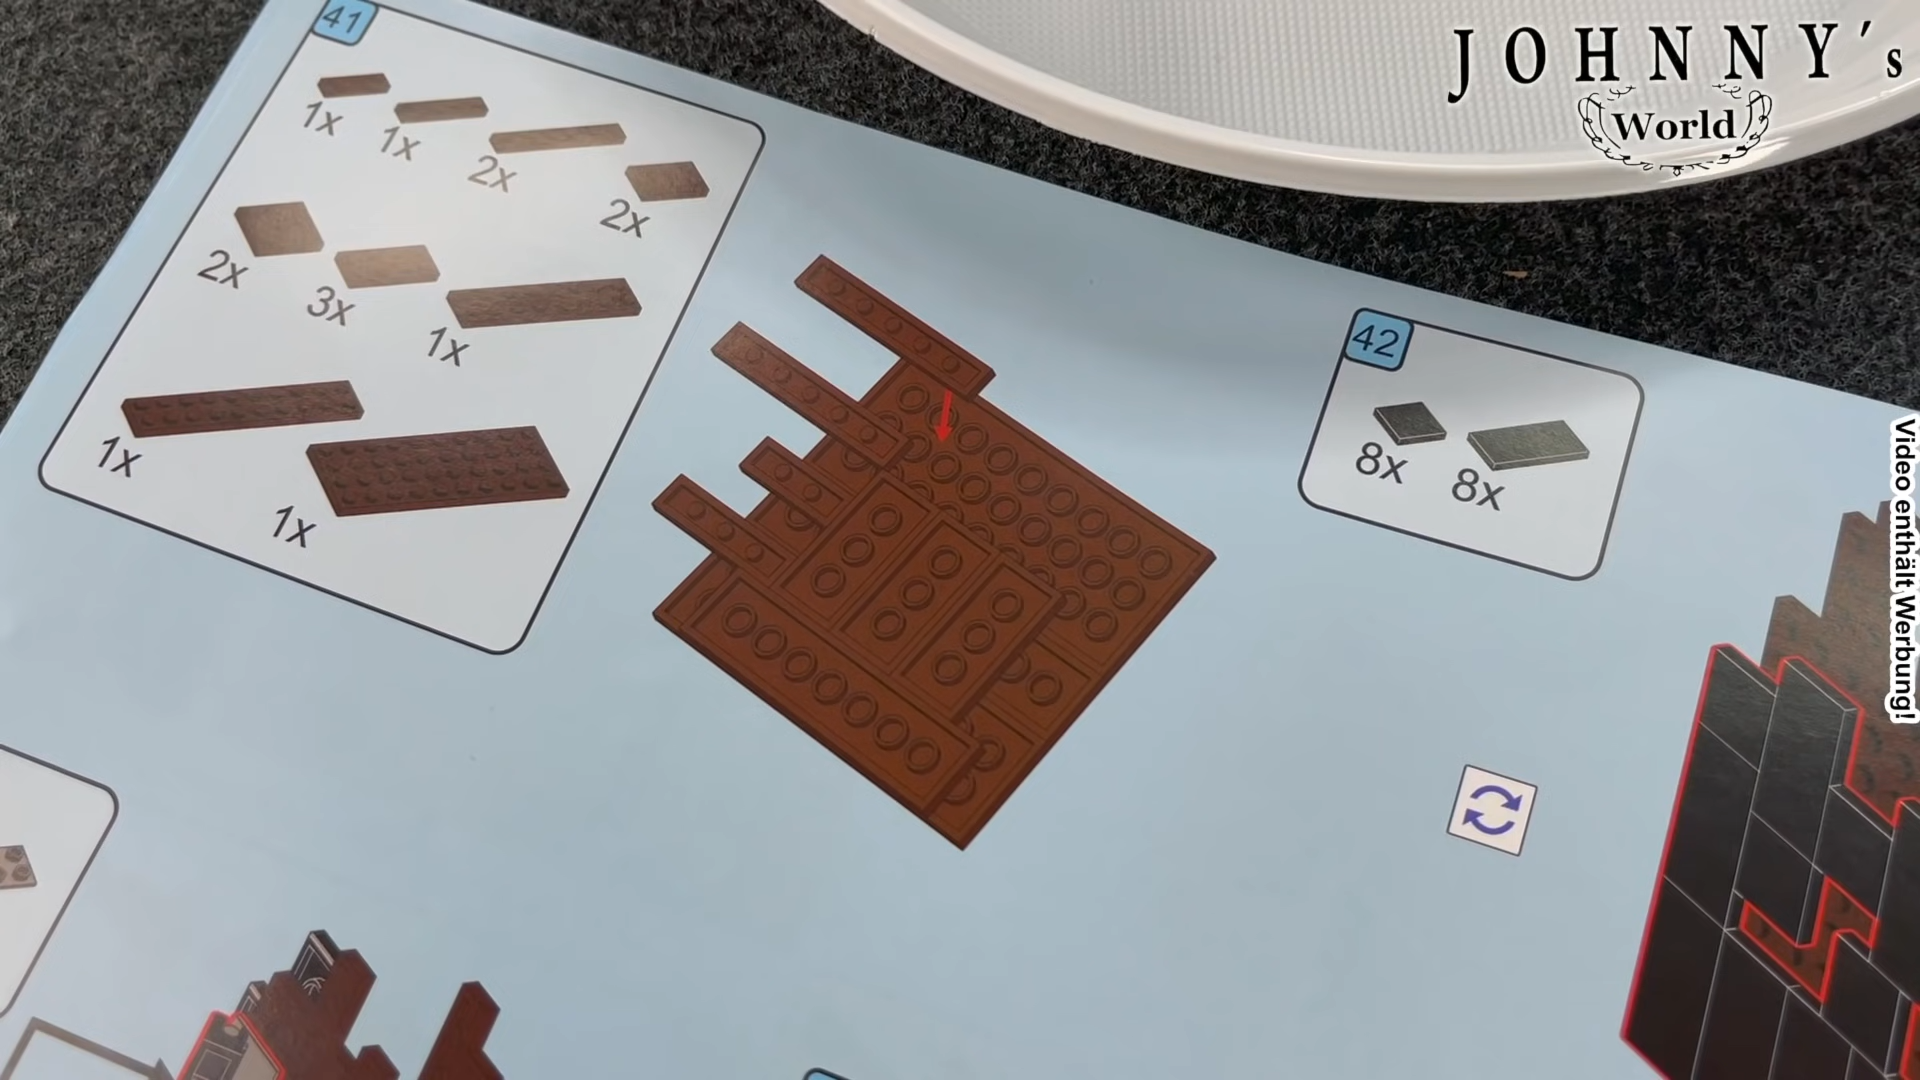 JOHNNY's
World
41
1x
1x
2x
2x
2x
3x
1x
1x
1x
42
8x
8x
Video enthält Werbung!